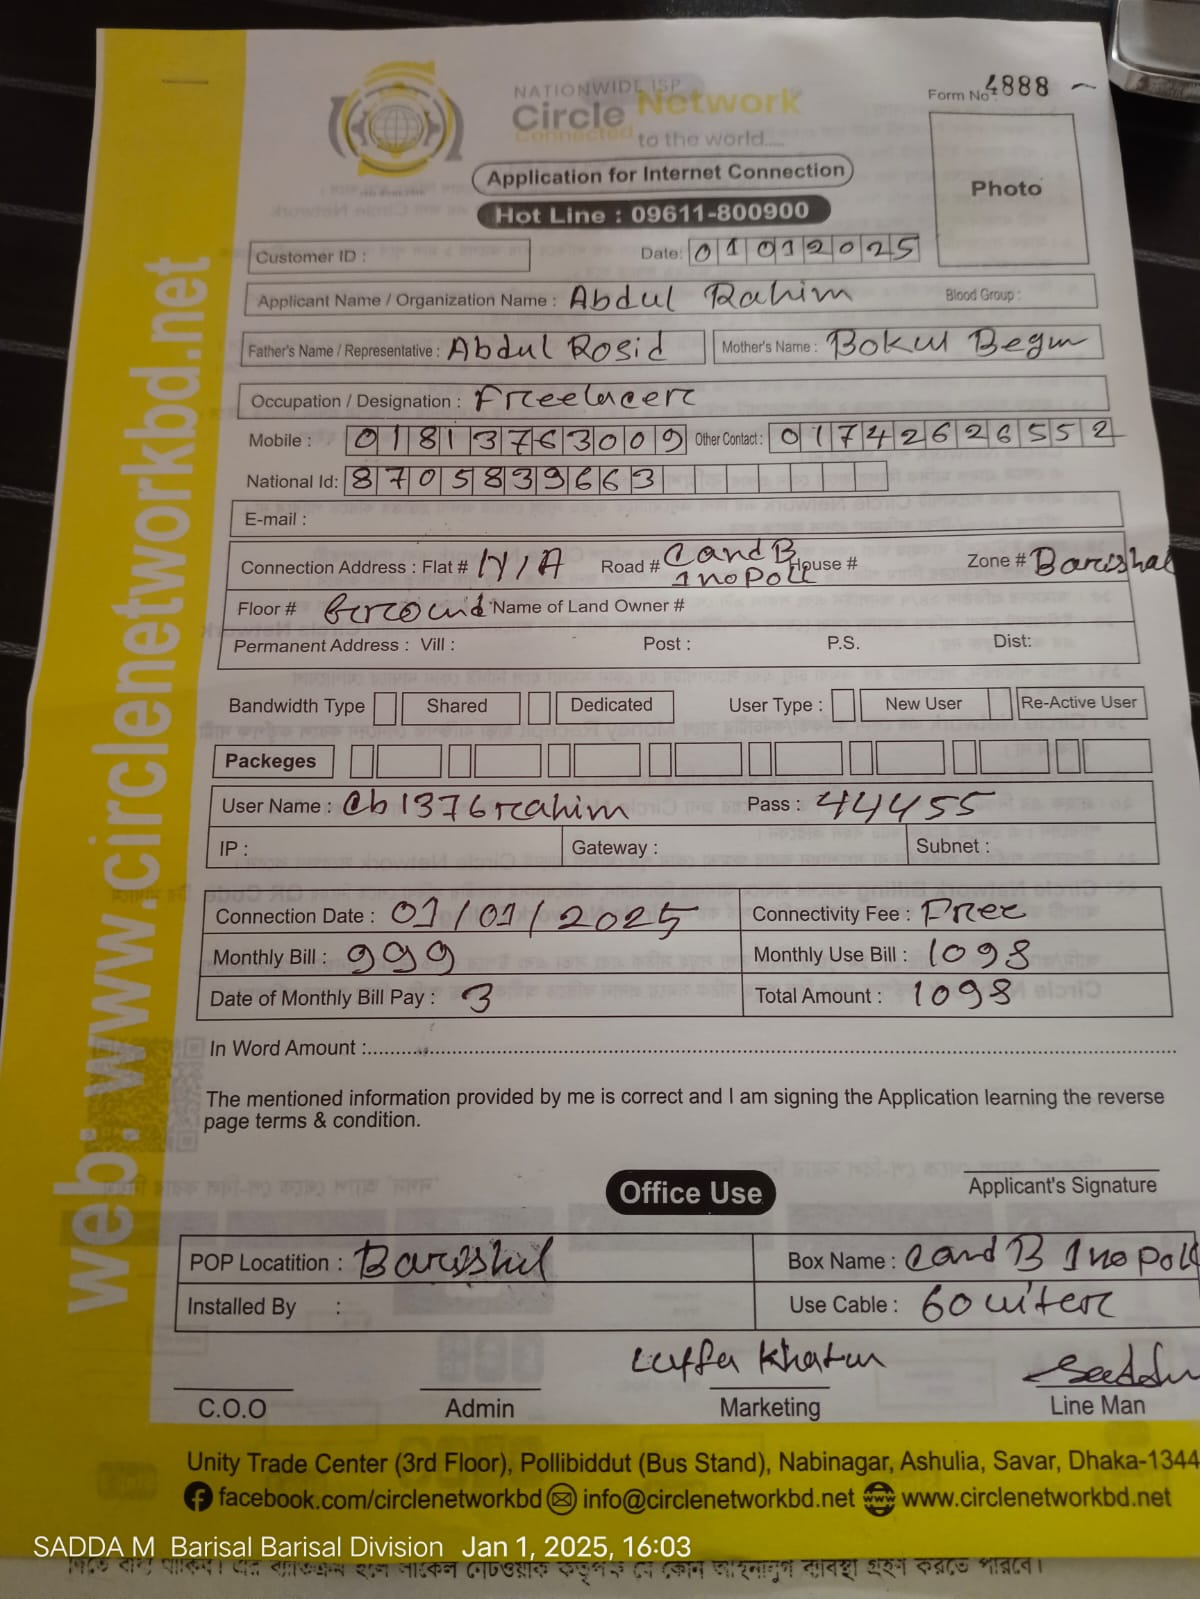 Form No: 4888
NATIONWIDE ISP
Circle Network
Connected to the world....
Photo
Application for Internet Connection
Hot Line : 09611-800900
Customer ID :
Date: 01012025
Applicant Name / Organization Name : Abdul Rahim Blood Group :
Father's Name / Representative : Abdul Rosid Mother's Name : Bokul Begum
Occupation / Designation : Freelacer
Mobile : 01813763009 Other Contact : 01742626552
National Id: 8705839663
E-mail :
Connection Address : Flat # N/A Road # C and B 1no Poll House # Zone # Barishal
Floor # Ground Name of Land Owner #
Permanent Address : Vill : Post : P.S. Dist:
Bandwidth Type Shared Dedicated User Type : New User Re-Active User
Packeges
User Name : cb1376rahim Pass : 44455
IP : Gateway : Subnet :
Connection Date : 01/01/2025 Connectivity Fee : Free
Monthly Bill : 999 Monthly Use Bill : 1098
Date of Monthly Bill Pay : 3 Total Amount : 1098
In Word Amount :
The mentioned information provided by me is correct and I am signing the Application learning the reverse
page terms & condition.
Applicant's Signature
Office Use
POP Locatition : Barishal Box Name : C and B 1no Poll
Installed By : Use Cable : 60 miter
Lutfa Khatun
C.O.O Admin Marketing Line Man
Unity Trade Center (3rd Floor), Pollibiddut (Bus Stand), Nabinagar, Ashulia, Savar, Dhaka-1344
facebook.com/circlenetworkbd info@circlenetworkbd.net www.circlenetworkbd.net
web: www.circlenetworkbd.net
SADDA M Barisal Barisal Division Jan 1, 2025, 16:03